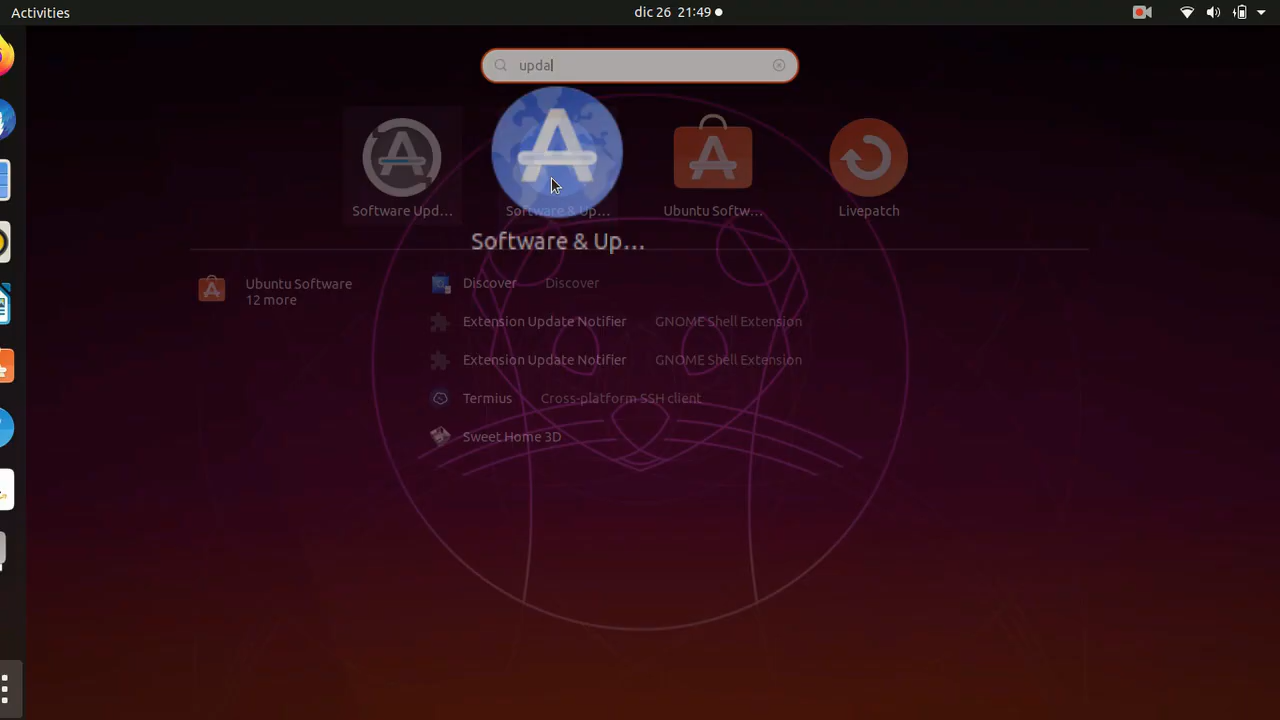 Activities
dic 26 21:49
upda
Software Upd...
Software & Up...
Ubuntu Softw...
Livepatch
Software & Up...
Ubuntu Software
12 more
Discover Discover
Extension Update Notifier GNOME Shell Extension
Extension Update Notifier GNOME Shell Extension
Termius Cross-platform SSH client
Sweet Home 3D